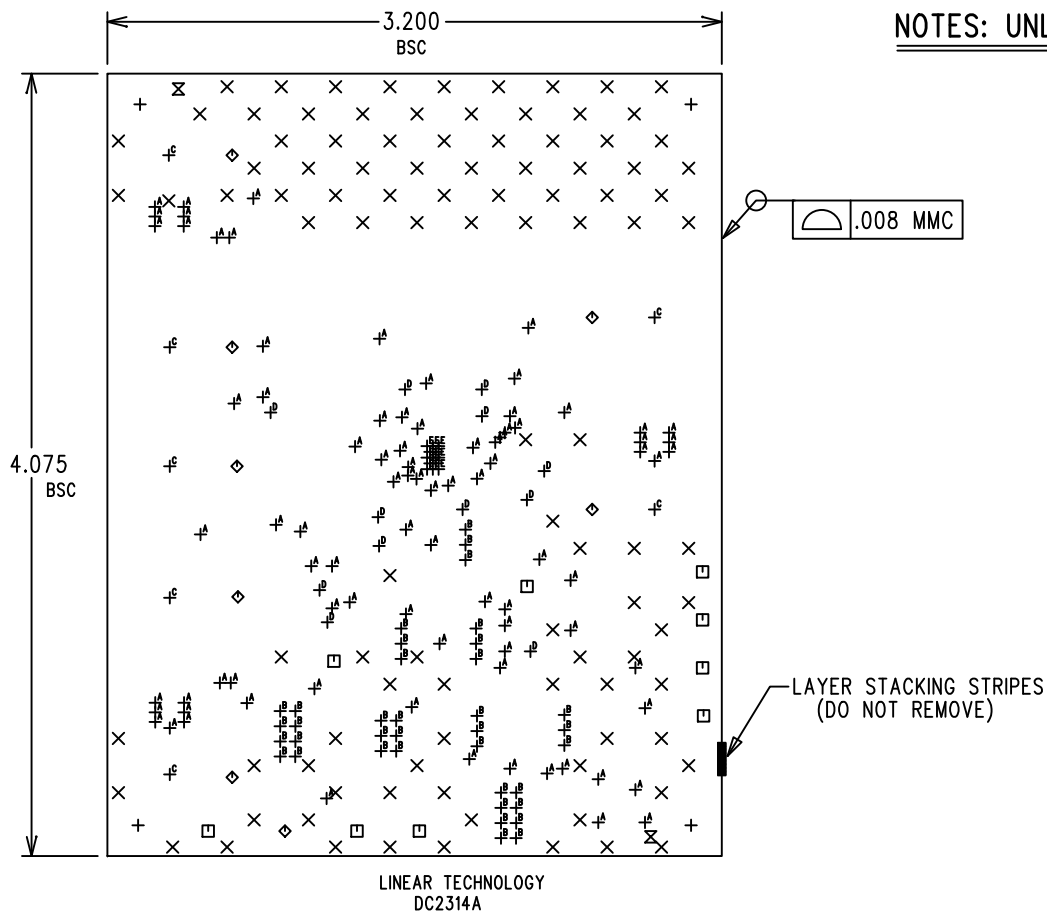 3.200
BSC
NOTES: UNL
.008 MMC
4.075
BSC
LAYER STACKING STRIPES
(DO NOT REMOVE)
LINEAR TECHNOLOGY
DC2314A